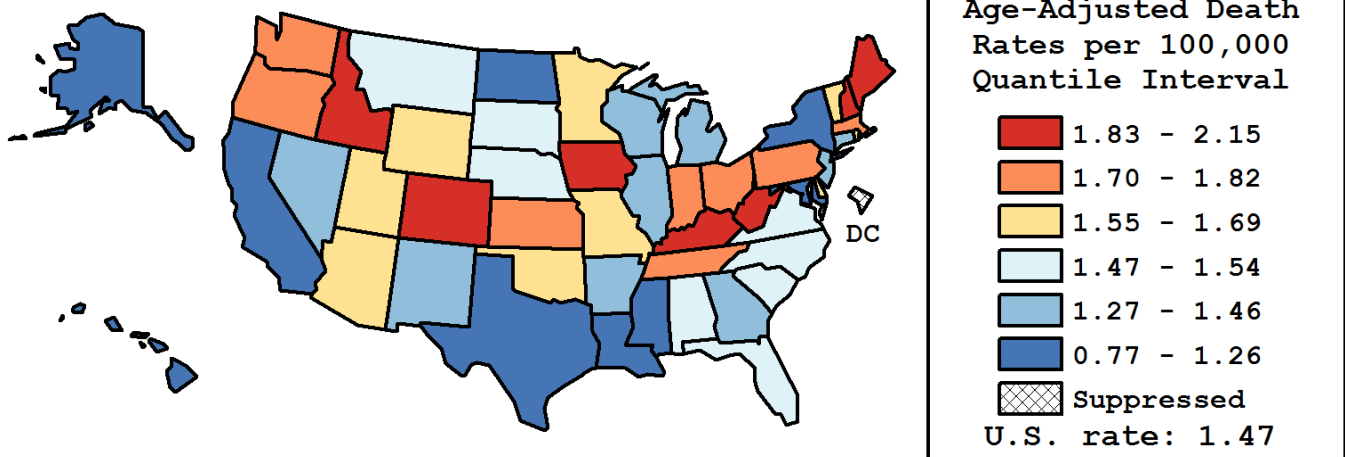 Age-Adjusted Death
Rates per 100,000
Quantile Interval
1.83 - 2.15
1.70 - 1.82
1.55 - 1.69
1.47 - 1.54
1.27 - 1.46
0.77 - 1.26
Suppressed
U.S. rate: 1.47
DC